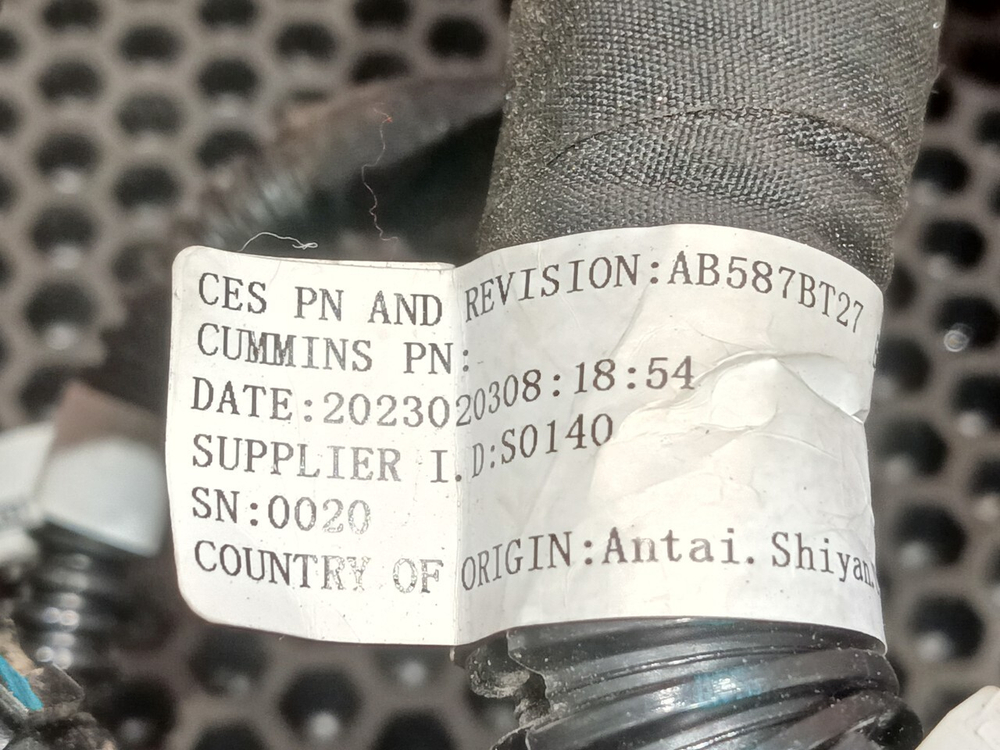 CES PN AND REVISION:AB587BT27
CUMMINS PN:
DATE:2023020308:18:54
SUPPLIER I.D:S0140
SN:0020
COUNTRY OF ORIGIN:Antai.Shiyan.